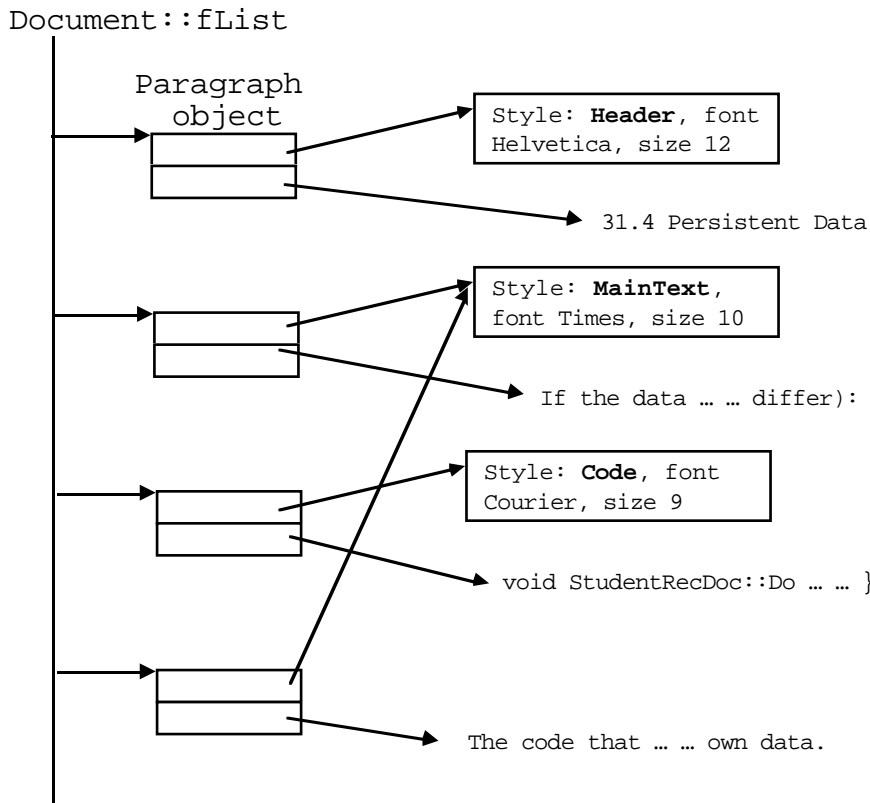 Document::fList
Paragraph
object
Style: Header, font
Helvetica, size 12
31.4 Persistent Data
Style: MainText,
font Times, size 10
If the data … … differ):
Style: Code, font
Courier, size 9
void StudentRecDoc::Do … … }
The code that … … own data.